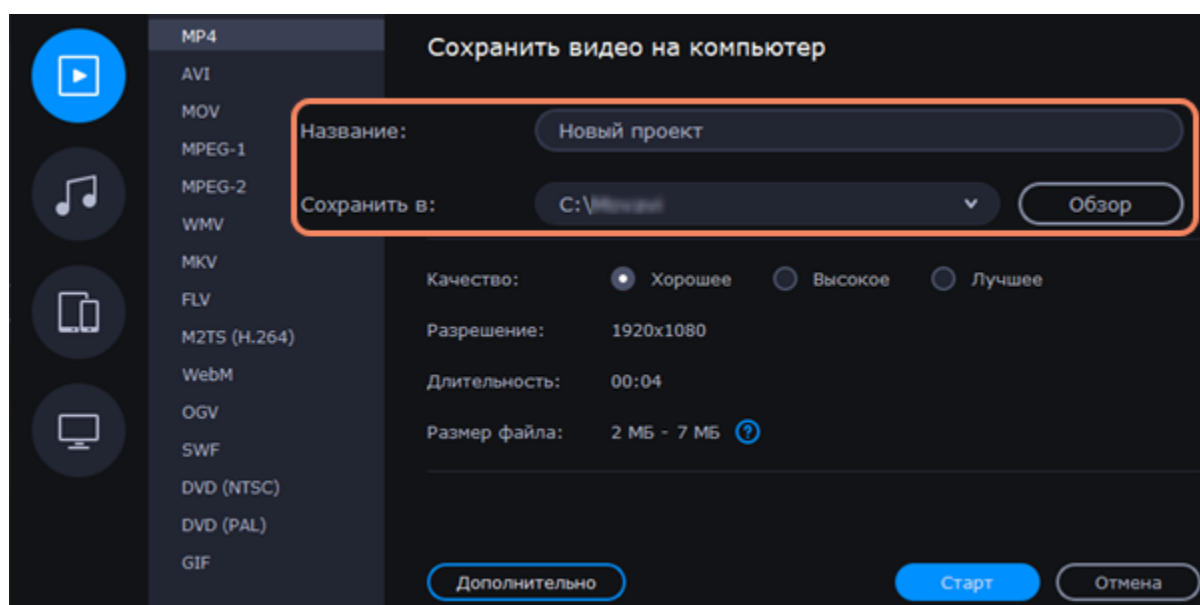 MP4
AVI
MOV
MPEG-1
MPEG-2
WMV
MKV
FLV
M2TS (H.264)
WebM
OGV
SWF
DVD (NTSC)
DVD (PAL)
GIF
Сохранить видео на компьютер
Название: Новый проект
Сохранить в: C:\ Обзор
Качество: Хорошее Высокое Лучшее
Разрешение: 1920x1080
Длительность: 00:04
Размер файла: 2 МБ - 7 МБ ?
Дополнительно Старт Отмена